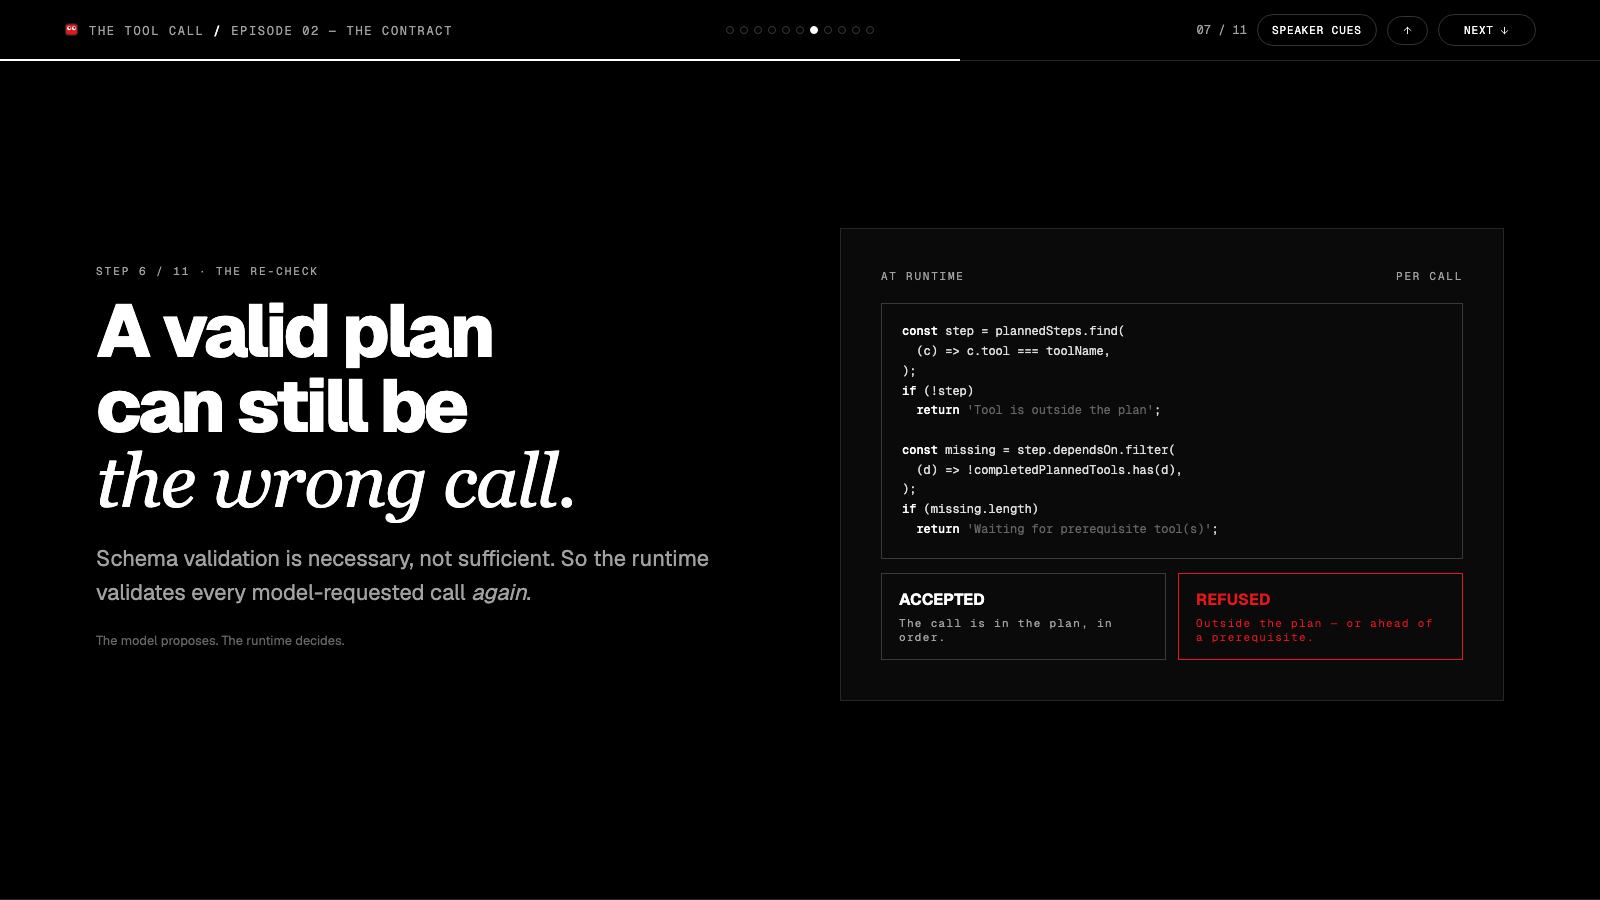 THE TOOL CALL / EPISODE 02 — THE CONTRACT
07 / 11
SPEAKER CUES
↑
NEXT ↓
STEP 6 / 11 · THE RE-CHECK
A valid plan
can still be
the wrong call.
Schema validation is necessary, not sufficient. So the runtime
validates every model-requested call again.
The model proposes. The runtime decides.
AT RUNTIME
PER CALL
const step = plannedSteps.find(
  (c) => c.tool === toolName,
);
if (!step)
  return 'Tool is outside the plan';

const missing = step.dependsOn.filter(
  (d) => !completedPlannedTools.has(d),
);
if (missing.length)
  return 'Waiting for prerequisite tool(s)';
ACCEPTED
The call is in the plan, in
order.
REFUSED
Outside the plan — or ahead of
a prerequisite.